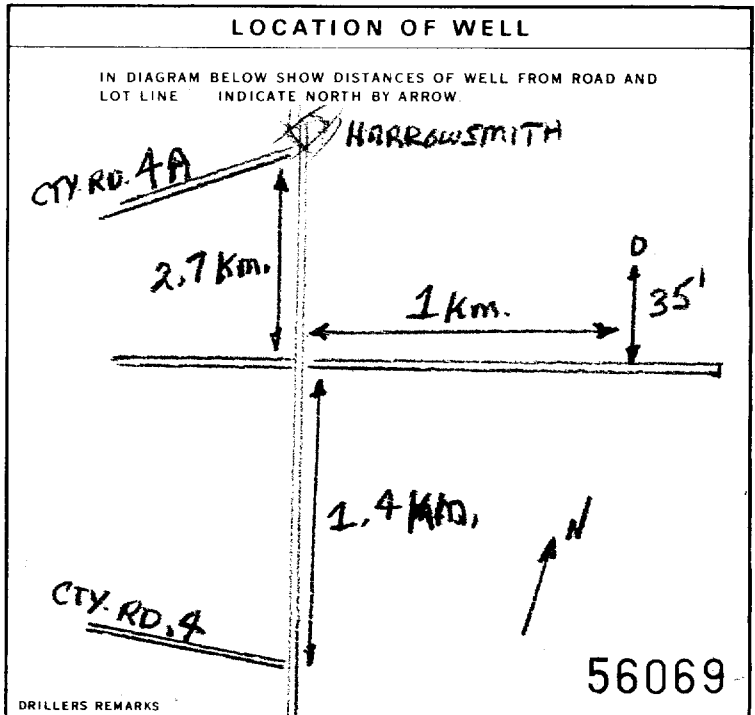 LOCATION OF WELL
IN DIAGRAM BELOW SHOW DISTANCES OF WELL FROM ROAD AND
LOT LINE INDICATE NORTH BY ARROW.
HARROWSMITH
CTY. RD. 4A
2.7 Km.
1 Km.
35'
1.4 KM.
N
CTY. RD. 4
56069
DRILLERS REMARKS